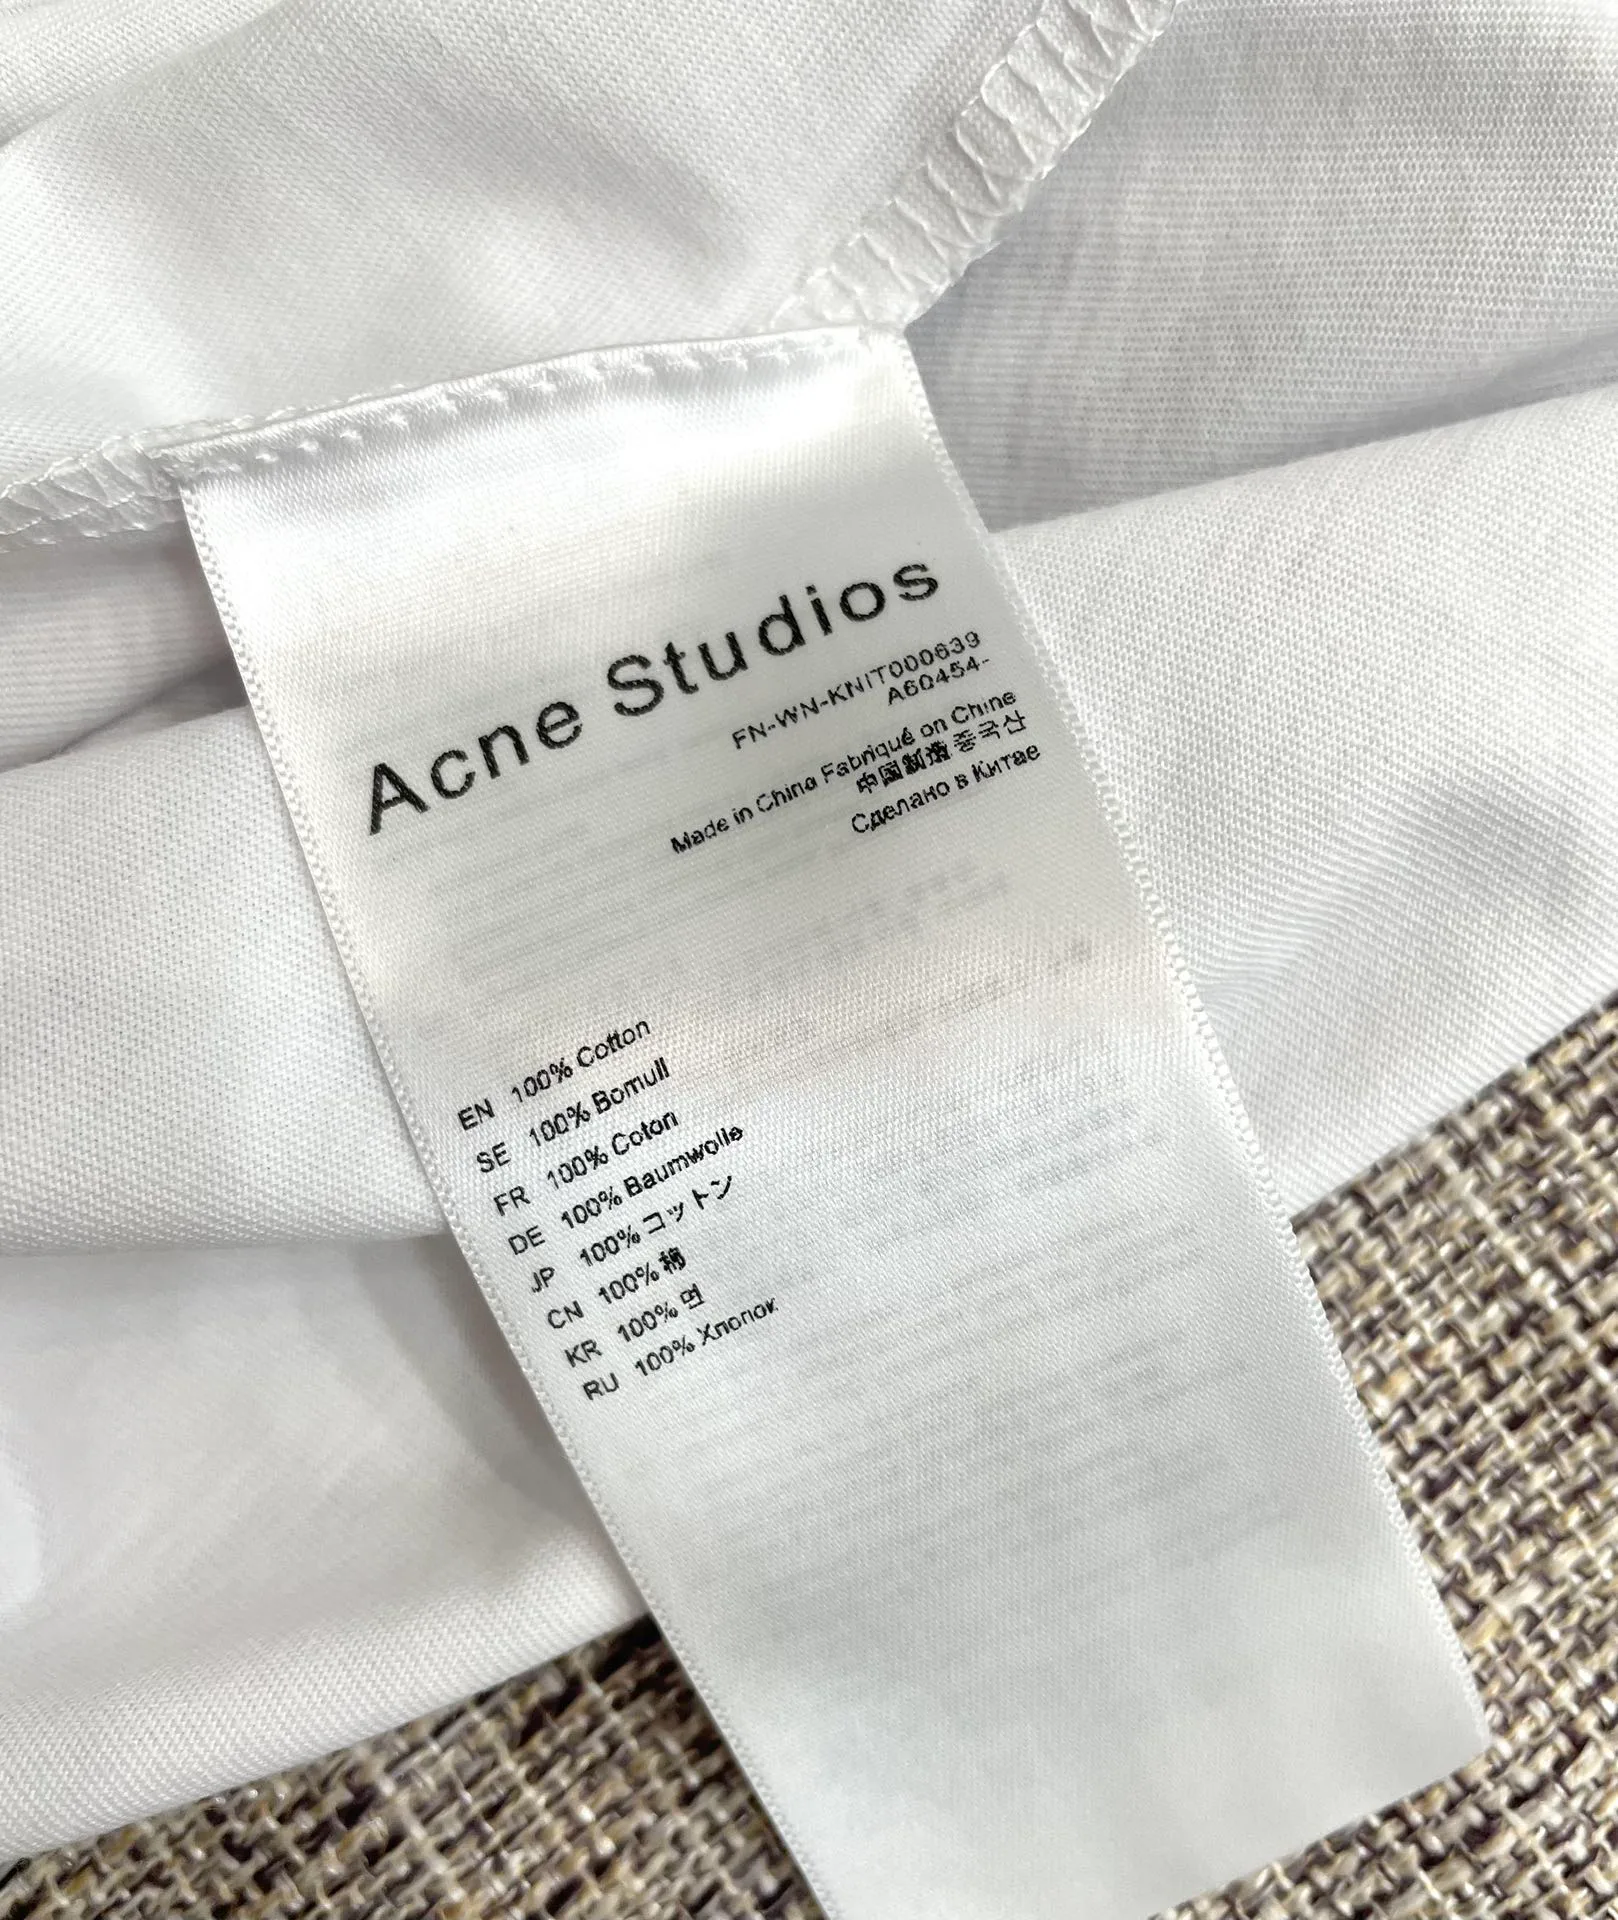 Acne Studios
FN-WN-KNIT000639
A60454-
Made in China Fabriqué on Chine
中国制造 중국산
Сделано в Китае
EN 100% Cotton
SE 100% Bomull
FR 100% Coton
DE 100% Baumwolle
JP 100% コットン
CN 100% 棉
KR 100% 면
RU 100% Хлопок